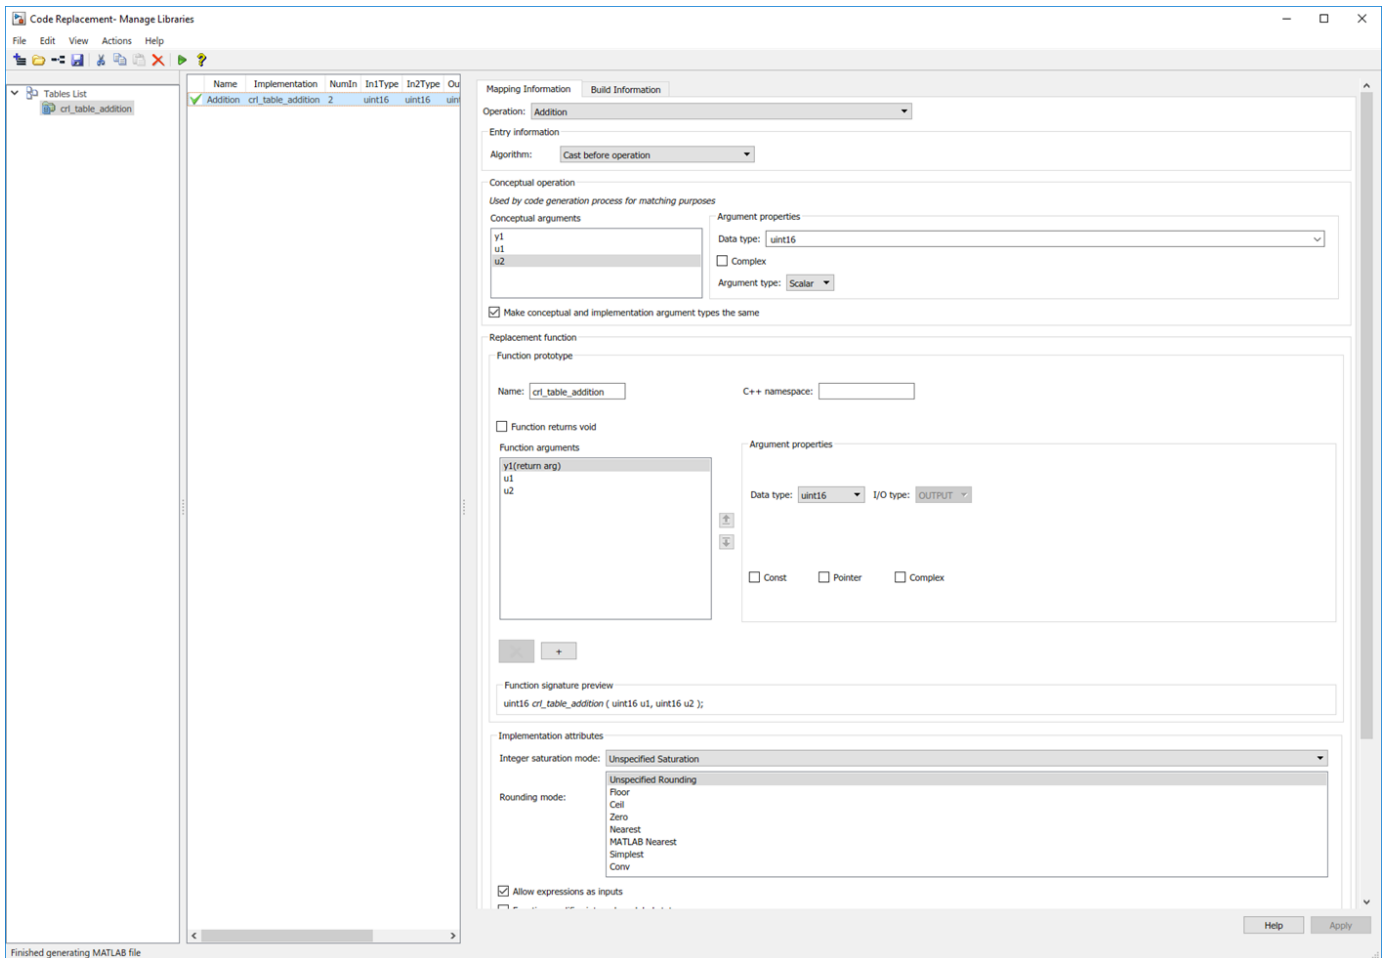 Code Replacement- Manage Libraries
File Edit View Actions Help
Tables List
crl_table_addition
Name Implementation NumIn In1Type In2Type Ou
Addition crl_table_addition 2 uint16 uint16 uin
Mapping Information Build Information
Operation: Addition
Entry information
Algorithm: Cast before operation
Conceptual operation
Used by code generation process for matching purposes
Conceptual arguments
y1
u1
u2
Argument properties
Data type: uint16
Complex
Argument type: Scalar
Make conceptual and implementation argument types the same
Replacement function
Function prototype
Name: crl_table_addition C++ namespace:
Function returns void
Function arguments
y1(return arg)
u1
u2
Argument properties
Data type: uint16 I/O type: OUTPUT
Const Pointer Complex
+
Function signature preview
uint16 crl_table_addition ( uint16 u1, uint16 u2 );
Implementation attributes
Integer saturation mode: Unspecified Saturation
Rounding mode:
Unspecified Rounding
Floor
Ceil
Zero
Nearest
MATLAB Nearest
Simplest
Conv
Allow expressions as inputs
Help Apply
Finished generating MATLAB file